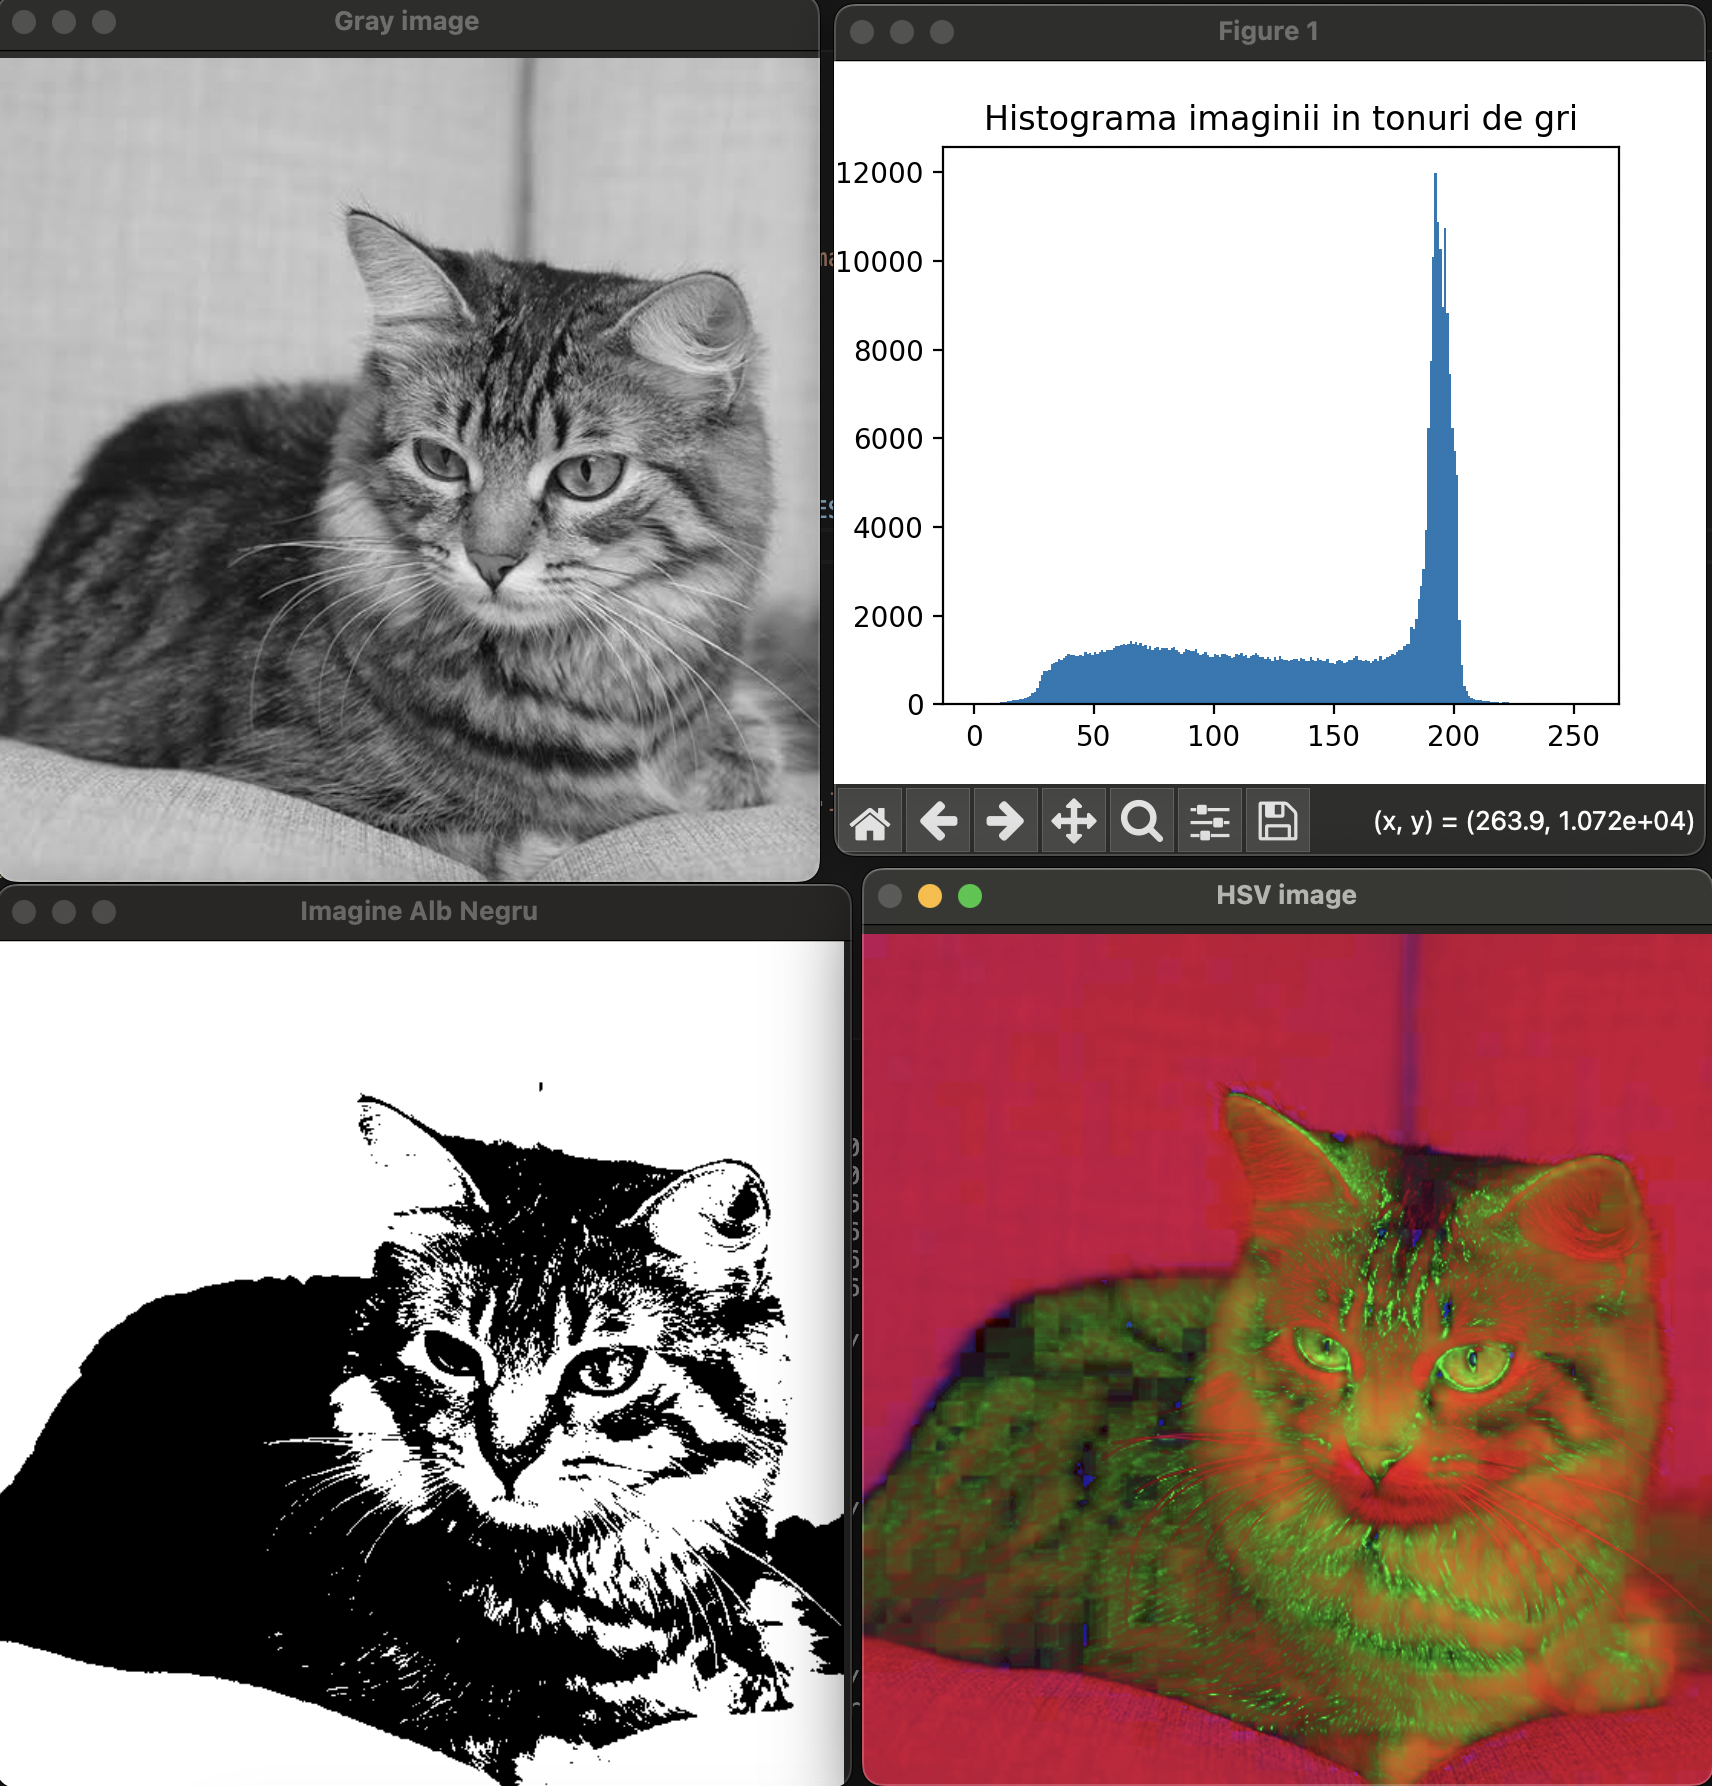 Gray image
Figure 1
Histograma imaginii in tonuri de gri
12000
10000
8000
6000
4000
2000
0
0 50 100 150 200 250
(x, y) = (263.9, 1.072e+04)
Imagine Alb Negru
HSV image